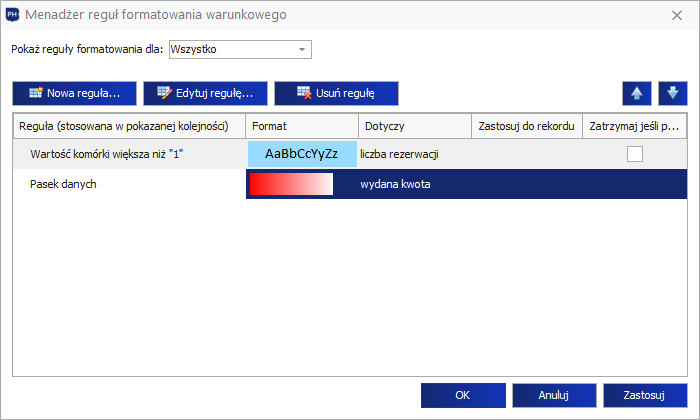 PH
Menadżer reguł formatowania warunkowego
Pokaż reguły formatowania dla: Wszystko
Nowa reguła... Edytuj regułę... Usuń regułę
Reguła (stosowana w pokazanej kolejności) Format Dotyczy Zastosuj do rekordu Zatrzymaj jeśli p...
Wartość komórki większa niż "1" AaBbCcYyZz liczba rezerwacji
Pasek danych wydana kwota
OK Anuluj Zastosuj